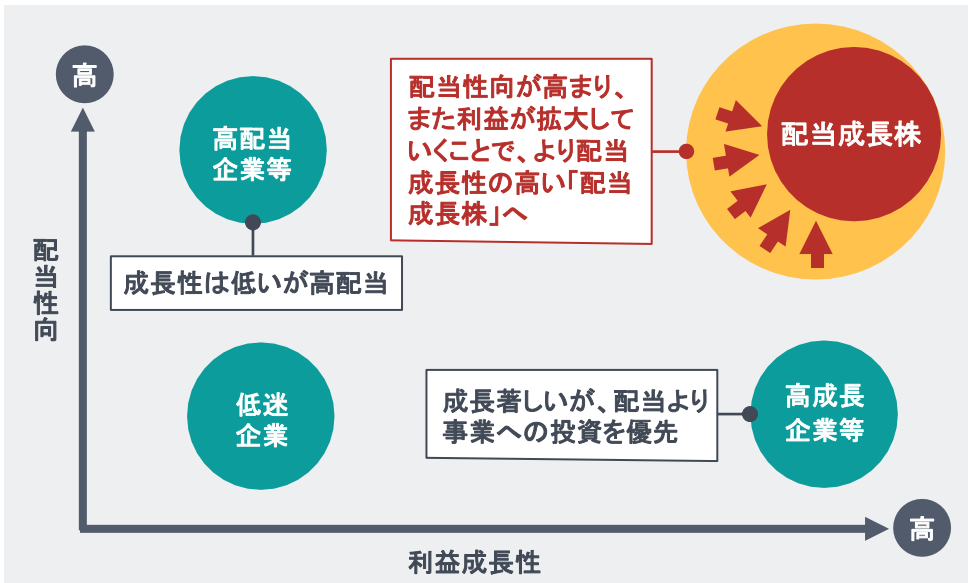 高
高配当
企業等
配当性向が高まり、
また利益が拡大して
いくことで、より配当
成長性の高い「配当
成長株」へ
配当成長株
成長性は低いが高配当
配当性向
低迷
企業
成長著しいが、配当より
事業への投資を優先
高成長
企業等
高
利益成長性